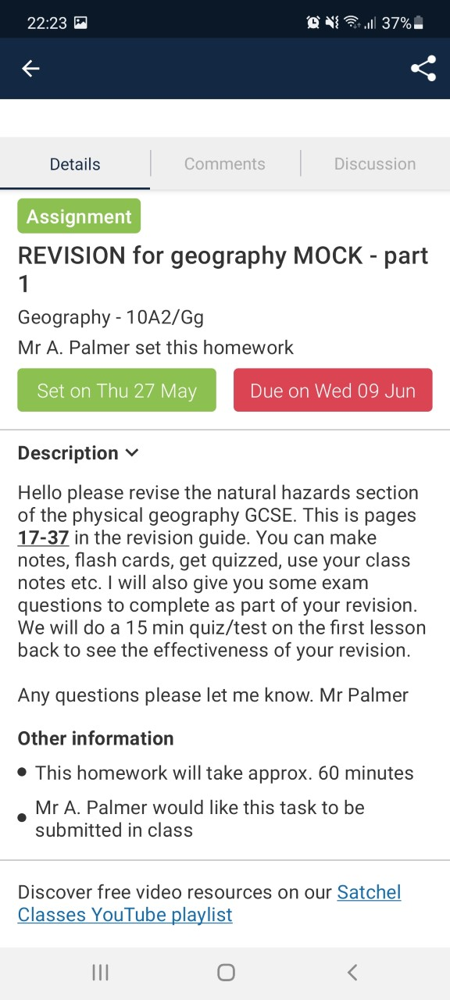 22:23
37%
Details
Comments
Discussion
Assignment
REVISION for geography MOCK - part
1
Geography - 10A2/Gg
Mr A. Palmer set this homework
Set on Thu 27 May
Due on Wed 09 Jun
Description
Hello please revise the natural hazards section
of the physical geography GCSE. This is pages
17-37 in the revision guide. You can make
notes, flash cards, get quizzed, use your class
notes etc. I will also give you some exam
questions to complete as part of your revision.
We will do a 15 min quiz/test on the first lesson
back to see the effectiveness of your revision.
Any questions please let me know. Mr Palmer
Other information
● This homework will take approx. 60 minutes
● Mr A. Palmer would like this task to be
submitted in class
Discover free video resources on our Satchel
Classes YouTube playlist